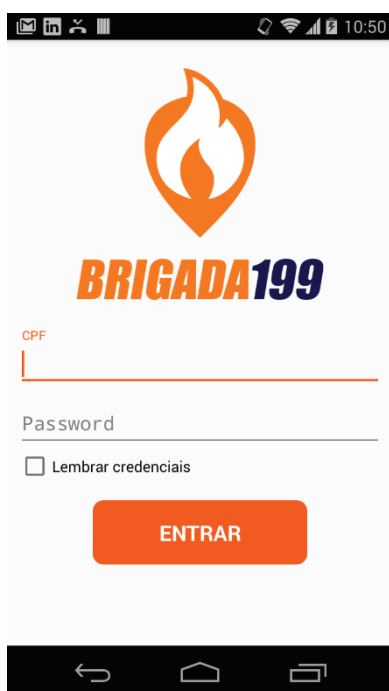 10:50
BRIGADA199
CPF
Password
Lembrar credenciais
ENTRAR